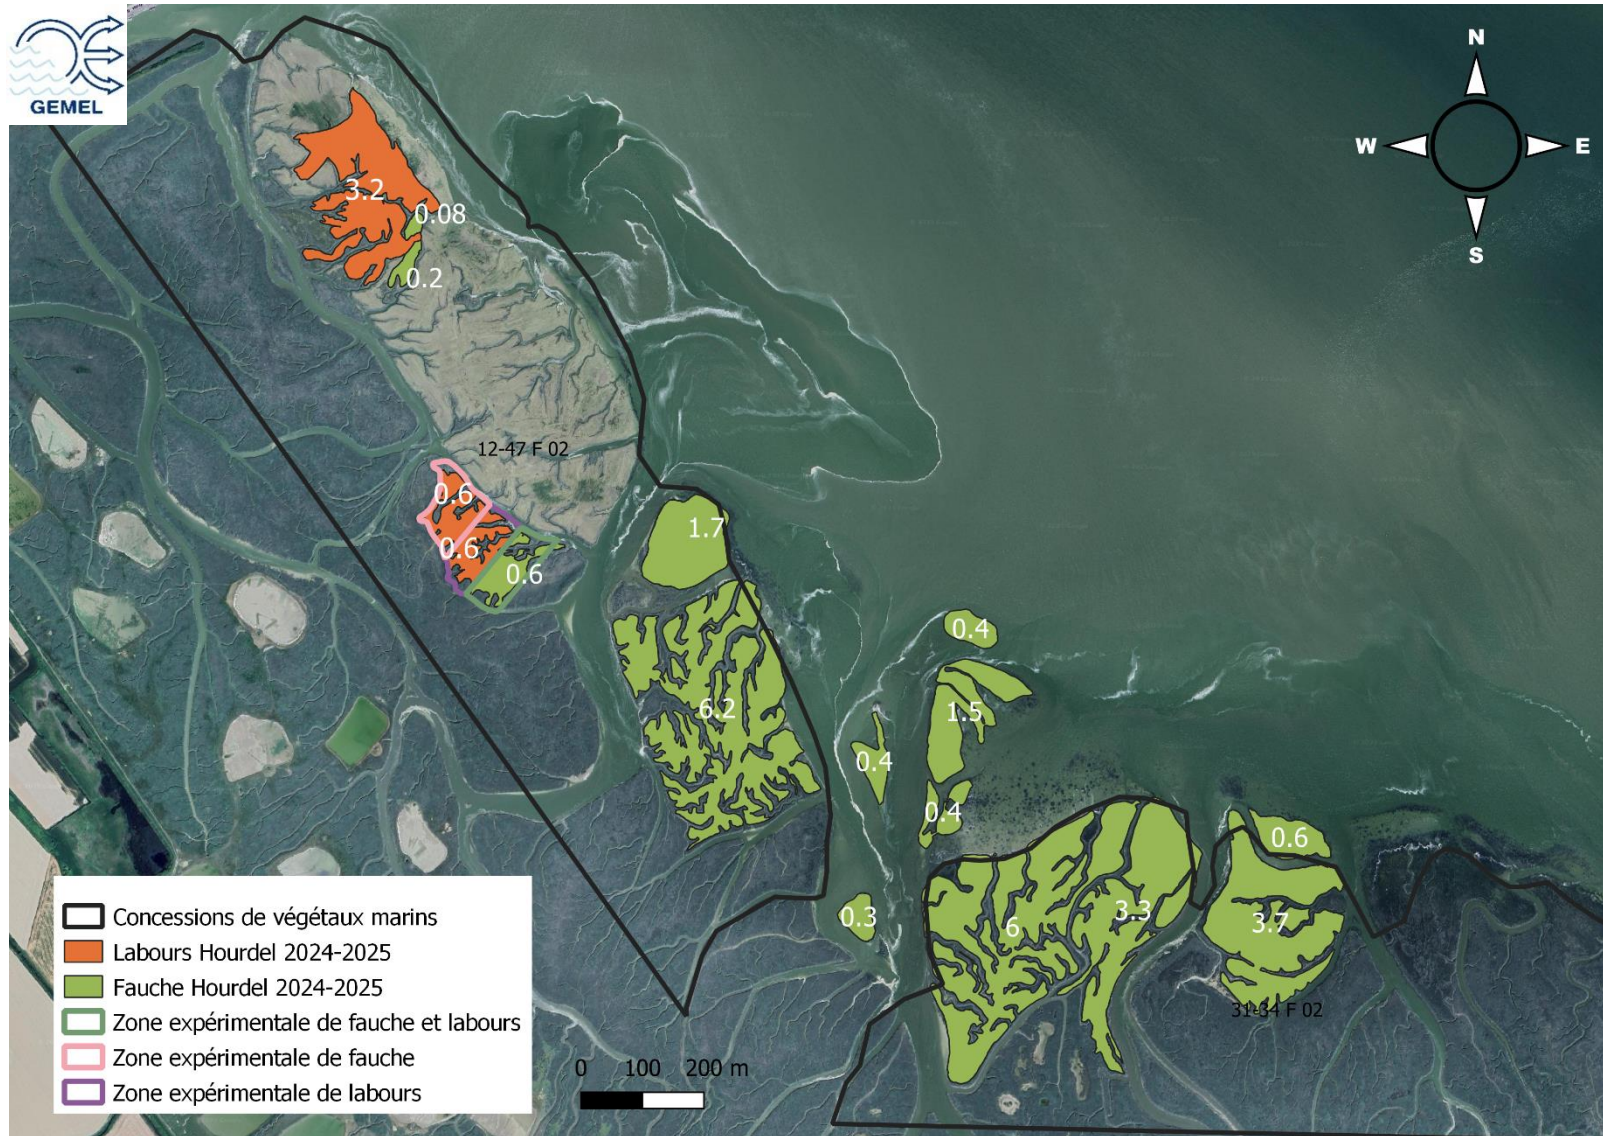 GEMEL
N
W
E
S
3.2
0.08
0.2
12-47 F 02
0.6
0.6
0.6
1.7
6.2
0.4
1.5
0.4
0.4
0.6
0.3
6
3.3
3.7
31-34 F 02
Concessions de végétaux marins
Labours Hourdel 2024-2025
Fauche Hourdel 2024-2025
Zone expérimentale de fauche et labours
Zone expérimentale de fauche
Zone expérimentale de labours
0 100 200 m